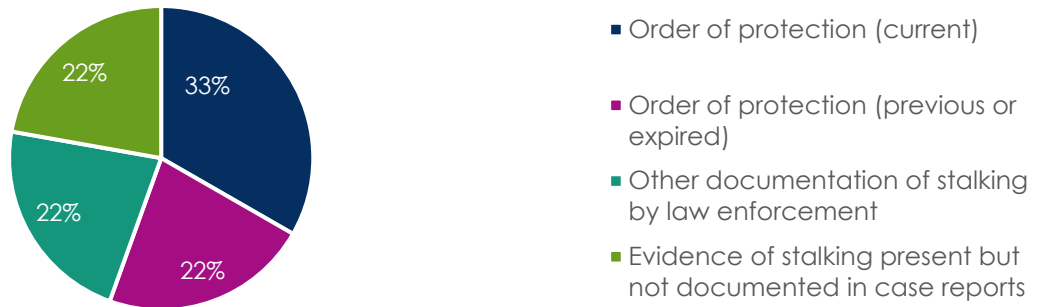 22%
33%
22%
22%
Order of protection (current)
Order of protection (previous or
expired)
Other documentation of stalking
by law enforcement
Evidence of stalking present but
not documented in case reports